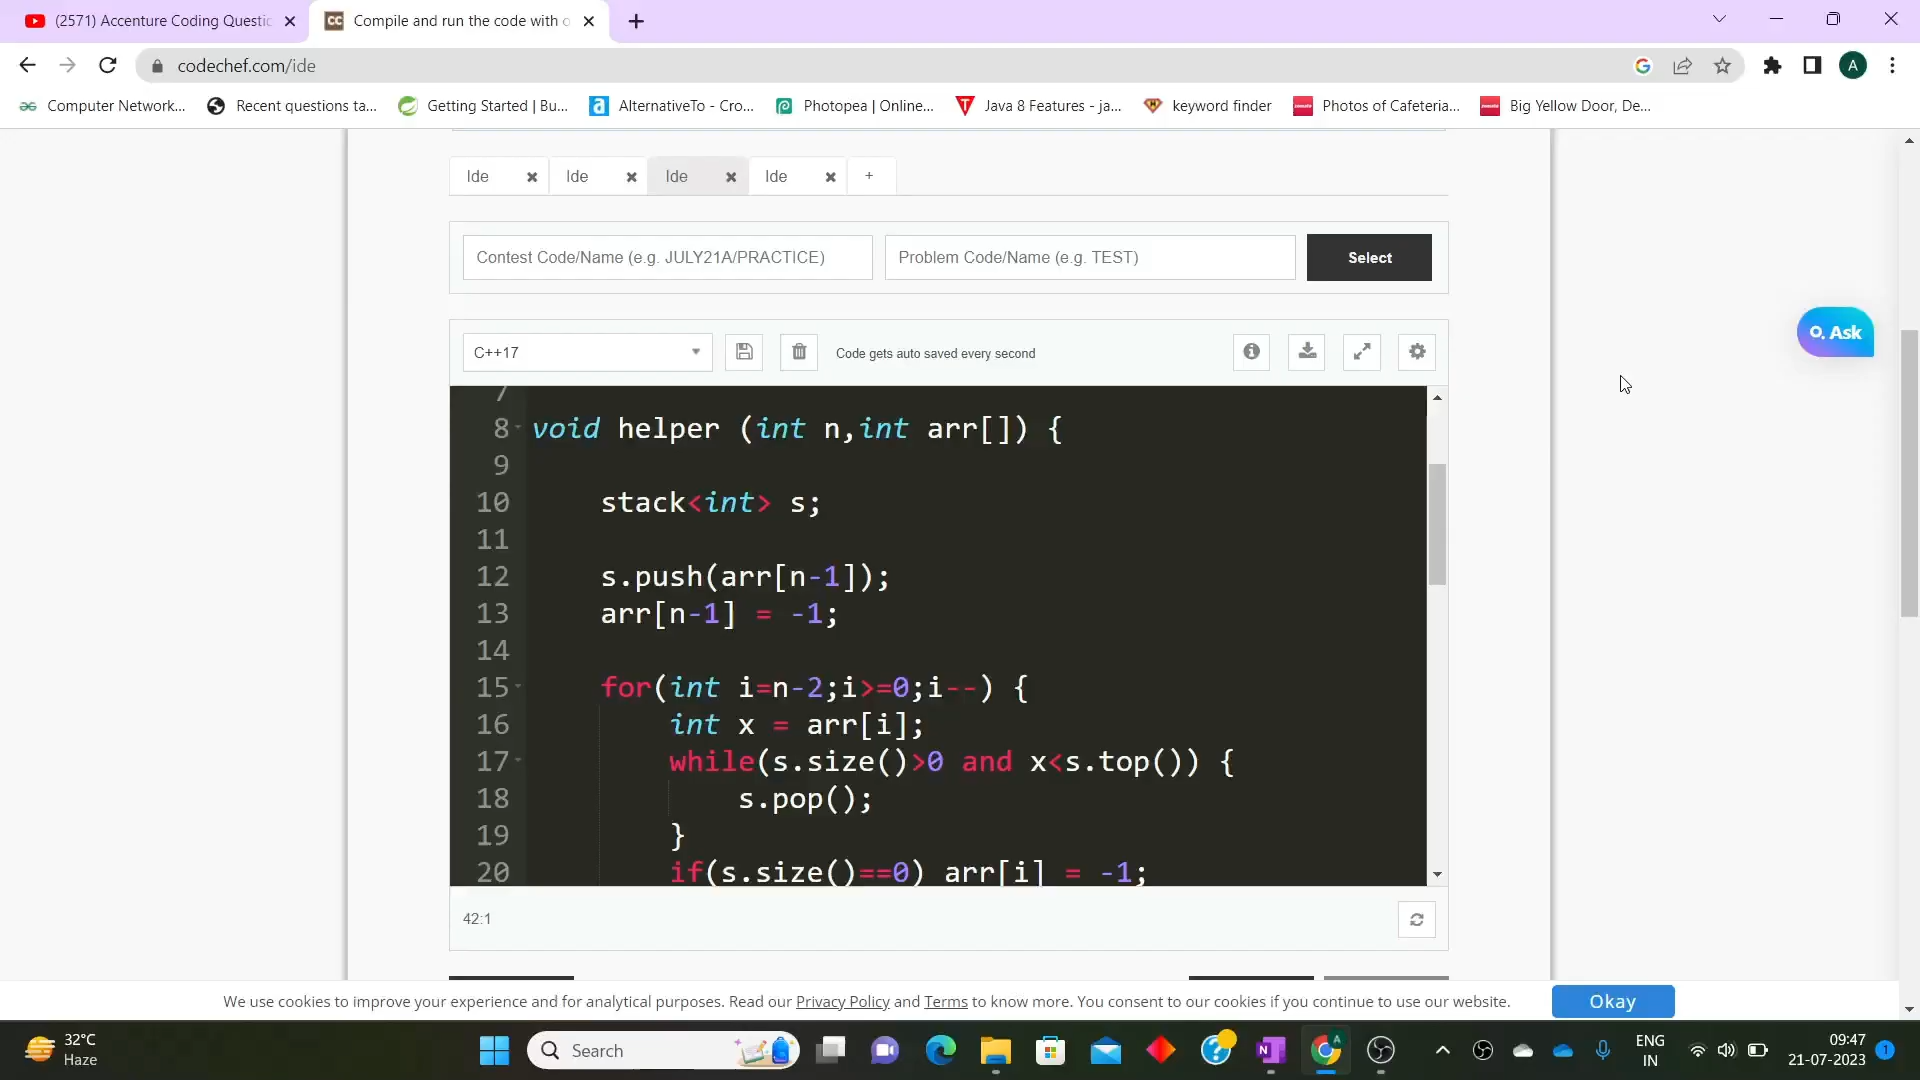 (2571) Accenture Coding Questic
Compile and run the code with o
codechef.com/ide
A
Computer Network...
Recent questions ta...
Getting Started | Bu...
AlternativeTo - Cro...
Photopea | Online...
Java 8 Features - ja...
keyword finder
Photos of Cafeteria...
Big Yellow Door, De...
Ide
Ide
Ide
Ide
+
Contest Code/Name (e.g. JULY21A/PRACTICE)
Problem Code/Name (e.g. TEST)
Select
Ask
C++17
Code gets auto saved every second
7
8 void helper (int n,int arr[]) {
9
10 stack<int> s;
11
12 s.push(arr[n-1]);
13 arr[n-1] = -1;
14
15 for(int i=n-2;i>=0;i--) {
16 int x = arr[i];
17 while(s.size()>0 and x<s.top()) {
18 s.pop();
19 }
20 if(s.size()==0) arr[i] = -1;
42:1
We use cookies to improve your experience and for analytical purposes. Read our Privacy Policy and Terms to know more. You consent to our cookies if you continue to use our website.
Okay
32°C
Haze
Search
ENG
IN
09:47
21-07-2023
1